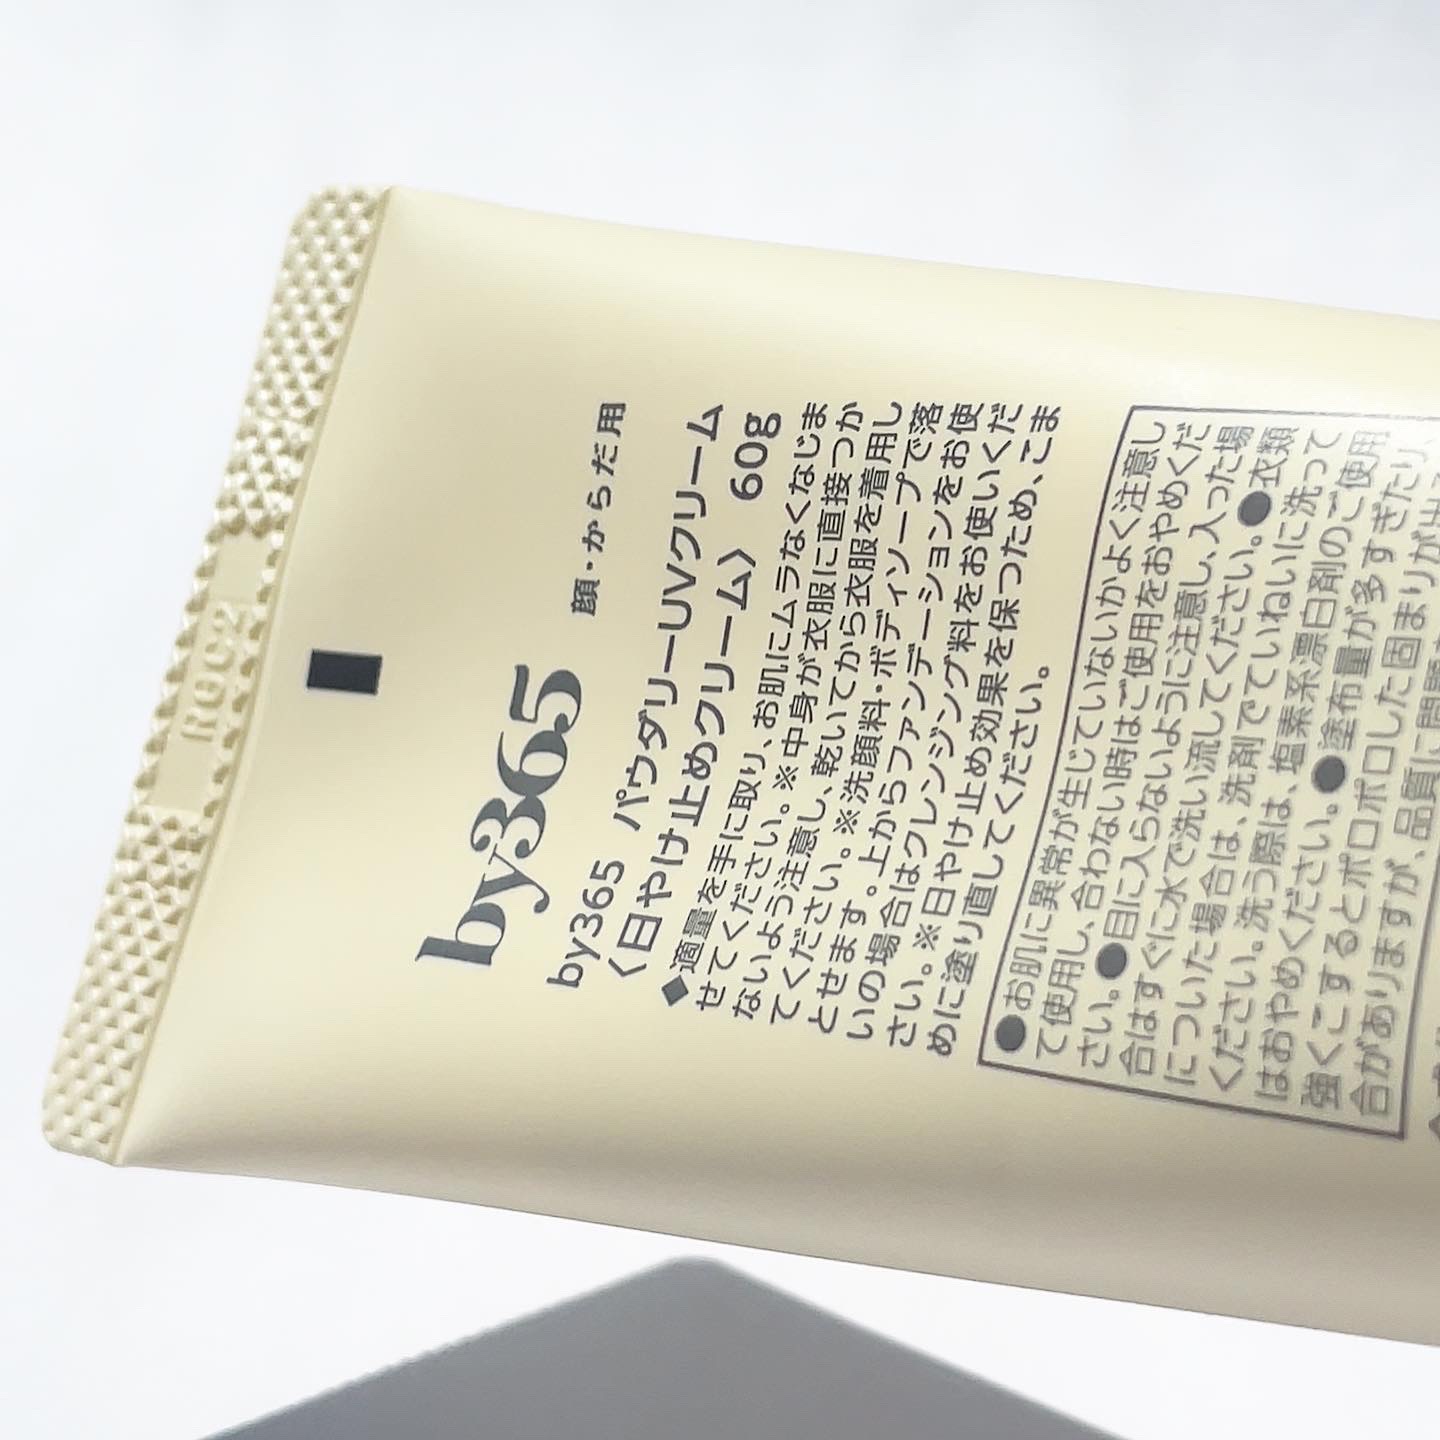 by365
顔・からだ用
by365 パウダリーUVクリーム
〈日やけ止めクリーム〉 60g
◆適量を手に取り、お肌にムラなくなじま
せてください。※中身が衣服に直接つか
ないよう注意し、乾いてから衣服を着用し
てください。※洗顔料・ボディソープで落
とせます。上からファンデーションをお使
いの場合はクレンジング料をお使いくだ
さい。※日やけ止め効果を保つため、こま
めに塗り直してください。
●お肌に異常が生じていないかよく注意し
て使用し、合わない時はご使用をおやめくだ
さい。●目に入らないように注意し、入った場
合はすぐに水で洗い流してください。●衣類
についた場合は、洗剤でていねいに洗って
ください。洗う際は、塩素系漂白剤のご使用
はおやめください。●塗布量が多すぎたり、
強くこするとポロポロした固まりが出る
合がありますが、品質に問題